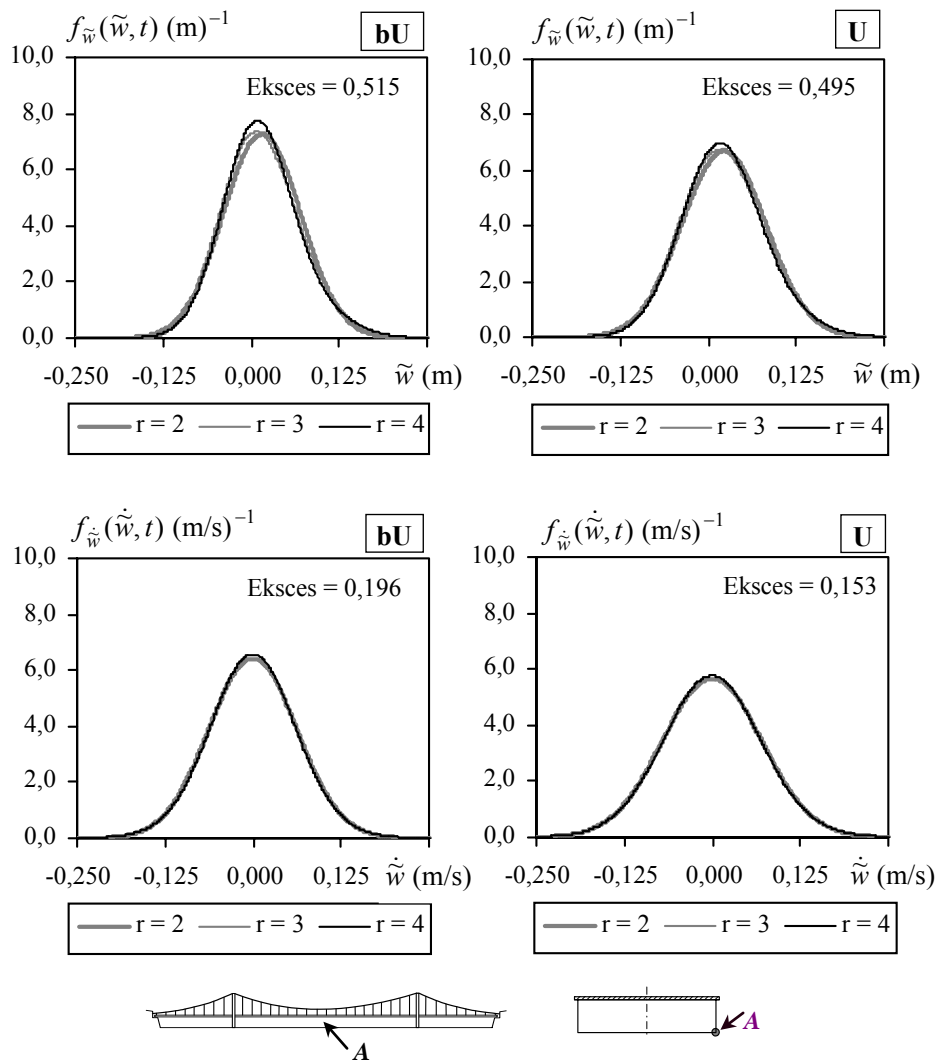 f_w̃(w̃, t) (m)⁻¹ bU
10,0
8,0
6,0
4,0
2,0
0,0
Eksces = 0,515
-0,250 -0,125 0,000 0,125 w̃ (m)
r = 2 r = 3 r = 4
f_w̃(w̃, t) (m)⁻¹ U
10,0
8,0
6,0
4,0
2,0
0,0
Eksces = 0,495
-0,250 -0,125 0,000 0,125 w̃ (m)
r = 2 r = 3 r = 4
f_w̃̇(w̃̇, t) (m/s)⁻¹ bU
10,0
8,0
6,0
4,0
2,0
0,0
Eksces = 0,196
-0,250 -0,125 0,000 0,125 w̃̇ (m/s)
r = 2 r = 3 r = 4
f_w̃̇(w̃̇, t) (m/s)⁻¹ U
10,0
8,0
6,0
4,0
2,0
0,0
Eksces = 0,153
-0,250 -0,125 0,000 0,125 w̃̇ (m/s)
r = 2 r = 3 r = 4
A
A